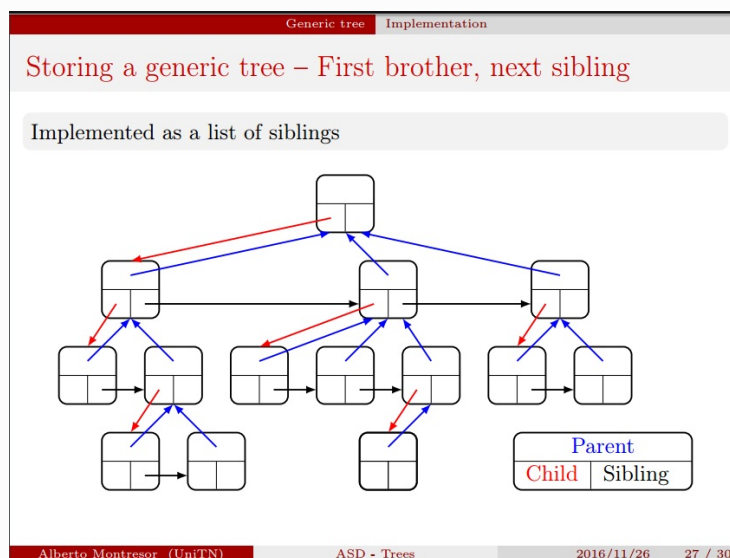 Generic tree Implementation
Storing a generic tree – First brother, next sibling
Implemented as a list of siblings
Parent
Child Sibling
Alberto Montresor (UniTN) ASD - Trees 2016/11/26 27 / 30